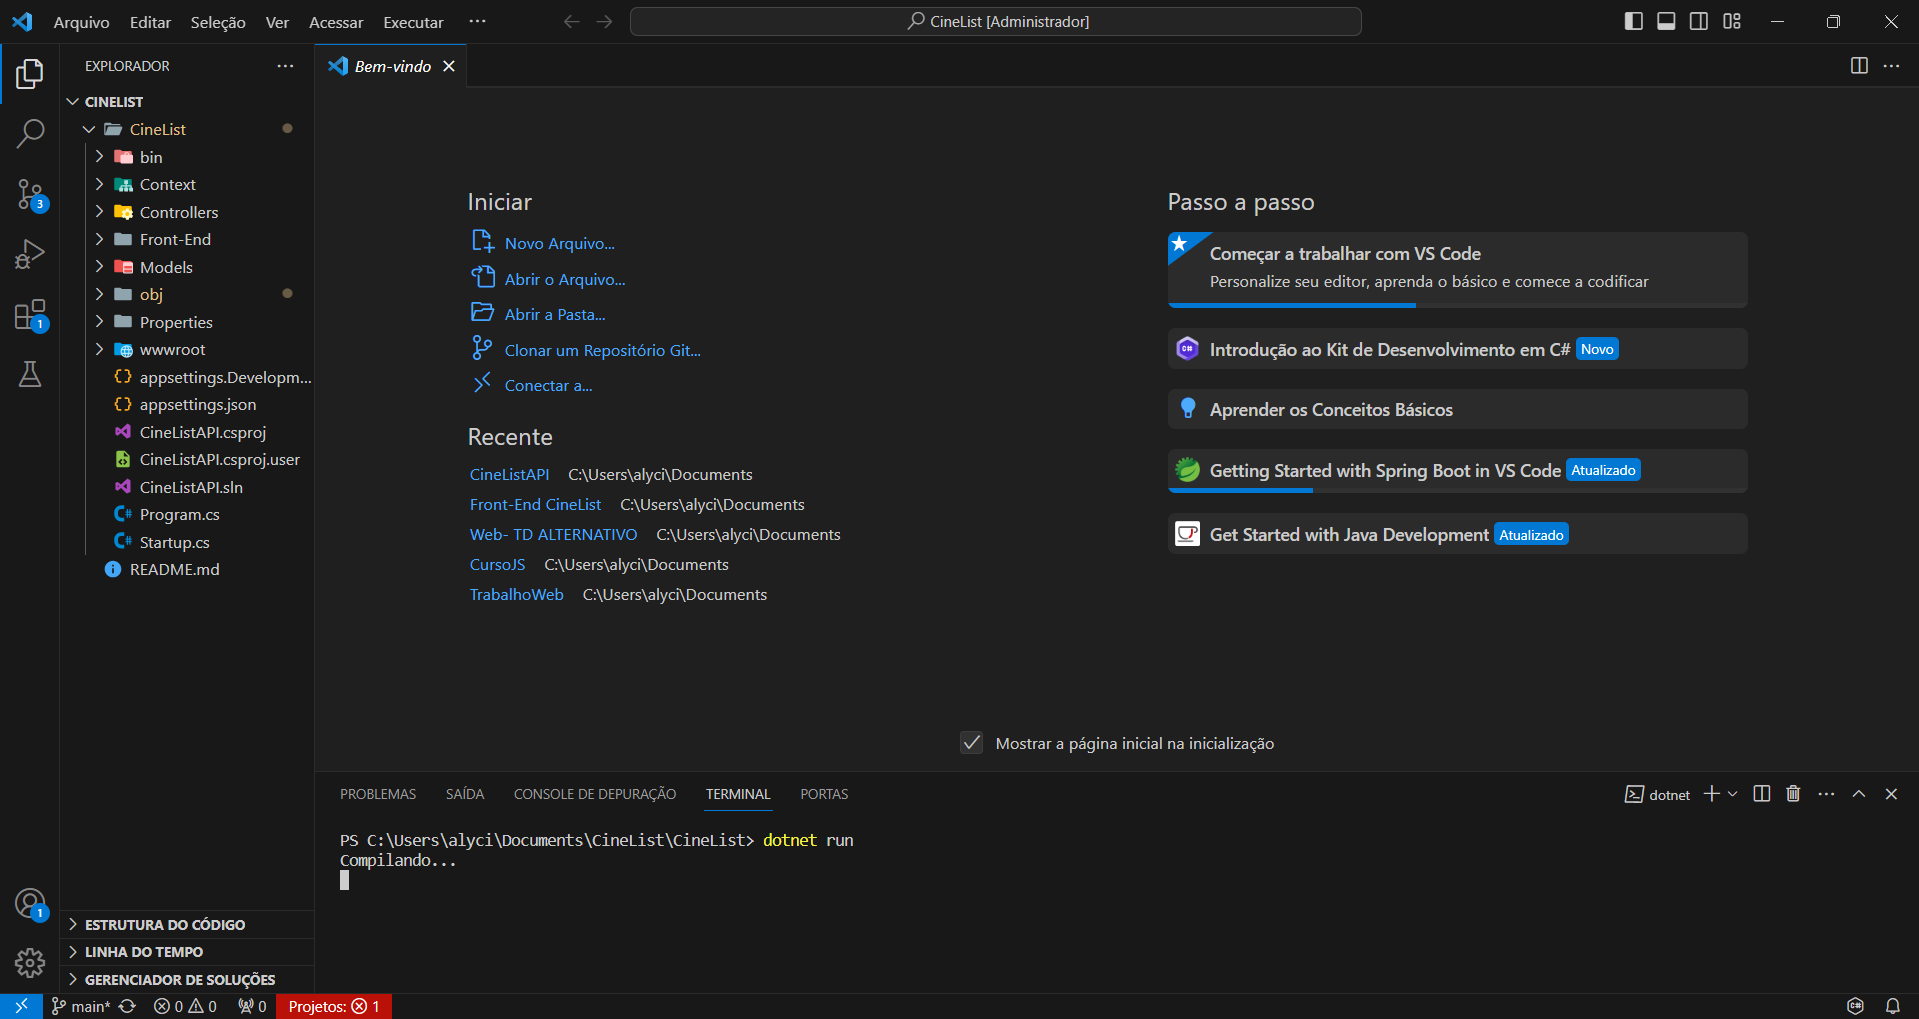 Arquivo Editar Seleção Ver Acessar Executar ··· CineList [Administrador]
EXPLORADOR ···
Bem-vindo
CINELIST
CineList
bin
Context
Controllers
Front-End
Models
obj
Properties
wwwroot
appsettings.Developm...
appsettings.json
CineListAPI.csproj
CineListAPI.csproj.user
CineListAPI.sln
Program.cs
Startup.cs
README.md
3
1
1
ESTRUTURA DO CÓDIGO
LINHA DO TEMPO
GERENCIADOR DE SOLUÇÕES
Iniciar
Novo Arquivo...
Abrir o Arquivo...
Abrir a Pasta...
Clonar um Repositório Git...
Conectar a...
Recente
CineListAPI C:\Users\alyci\Documents
Front-End CineList C:\Users\alyci\Documents
Web- TD ALTERNATIVO C:\Users\alyci\Documents
CursoJS C:\Users\alyci\Documents
TrabalhoWeb C:\Users\alyci\Documents
Passo a passo
Começar a trabalhar com VS Code
Personalize seu editor, aprenda o básico e comece a codificar
Introdução ao Kit de Desenvolvimento em C# Novo
Aprender os Conceitos Básicos
Getting Started with Spring Boot in VS Code Atualizado
Get Started with Java Development Atualizado
Mostrar a página inicial na inicialização
PROBLEMAS SAÍDA CONSOLE DE DEPURAÇÃO TERMINAL PORTAS dotnet
PS C:\Users\alyci\Documents\CineList\CineList> dotnet run
Compilando...
main* 0 0 0 Projetos: 1